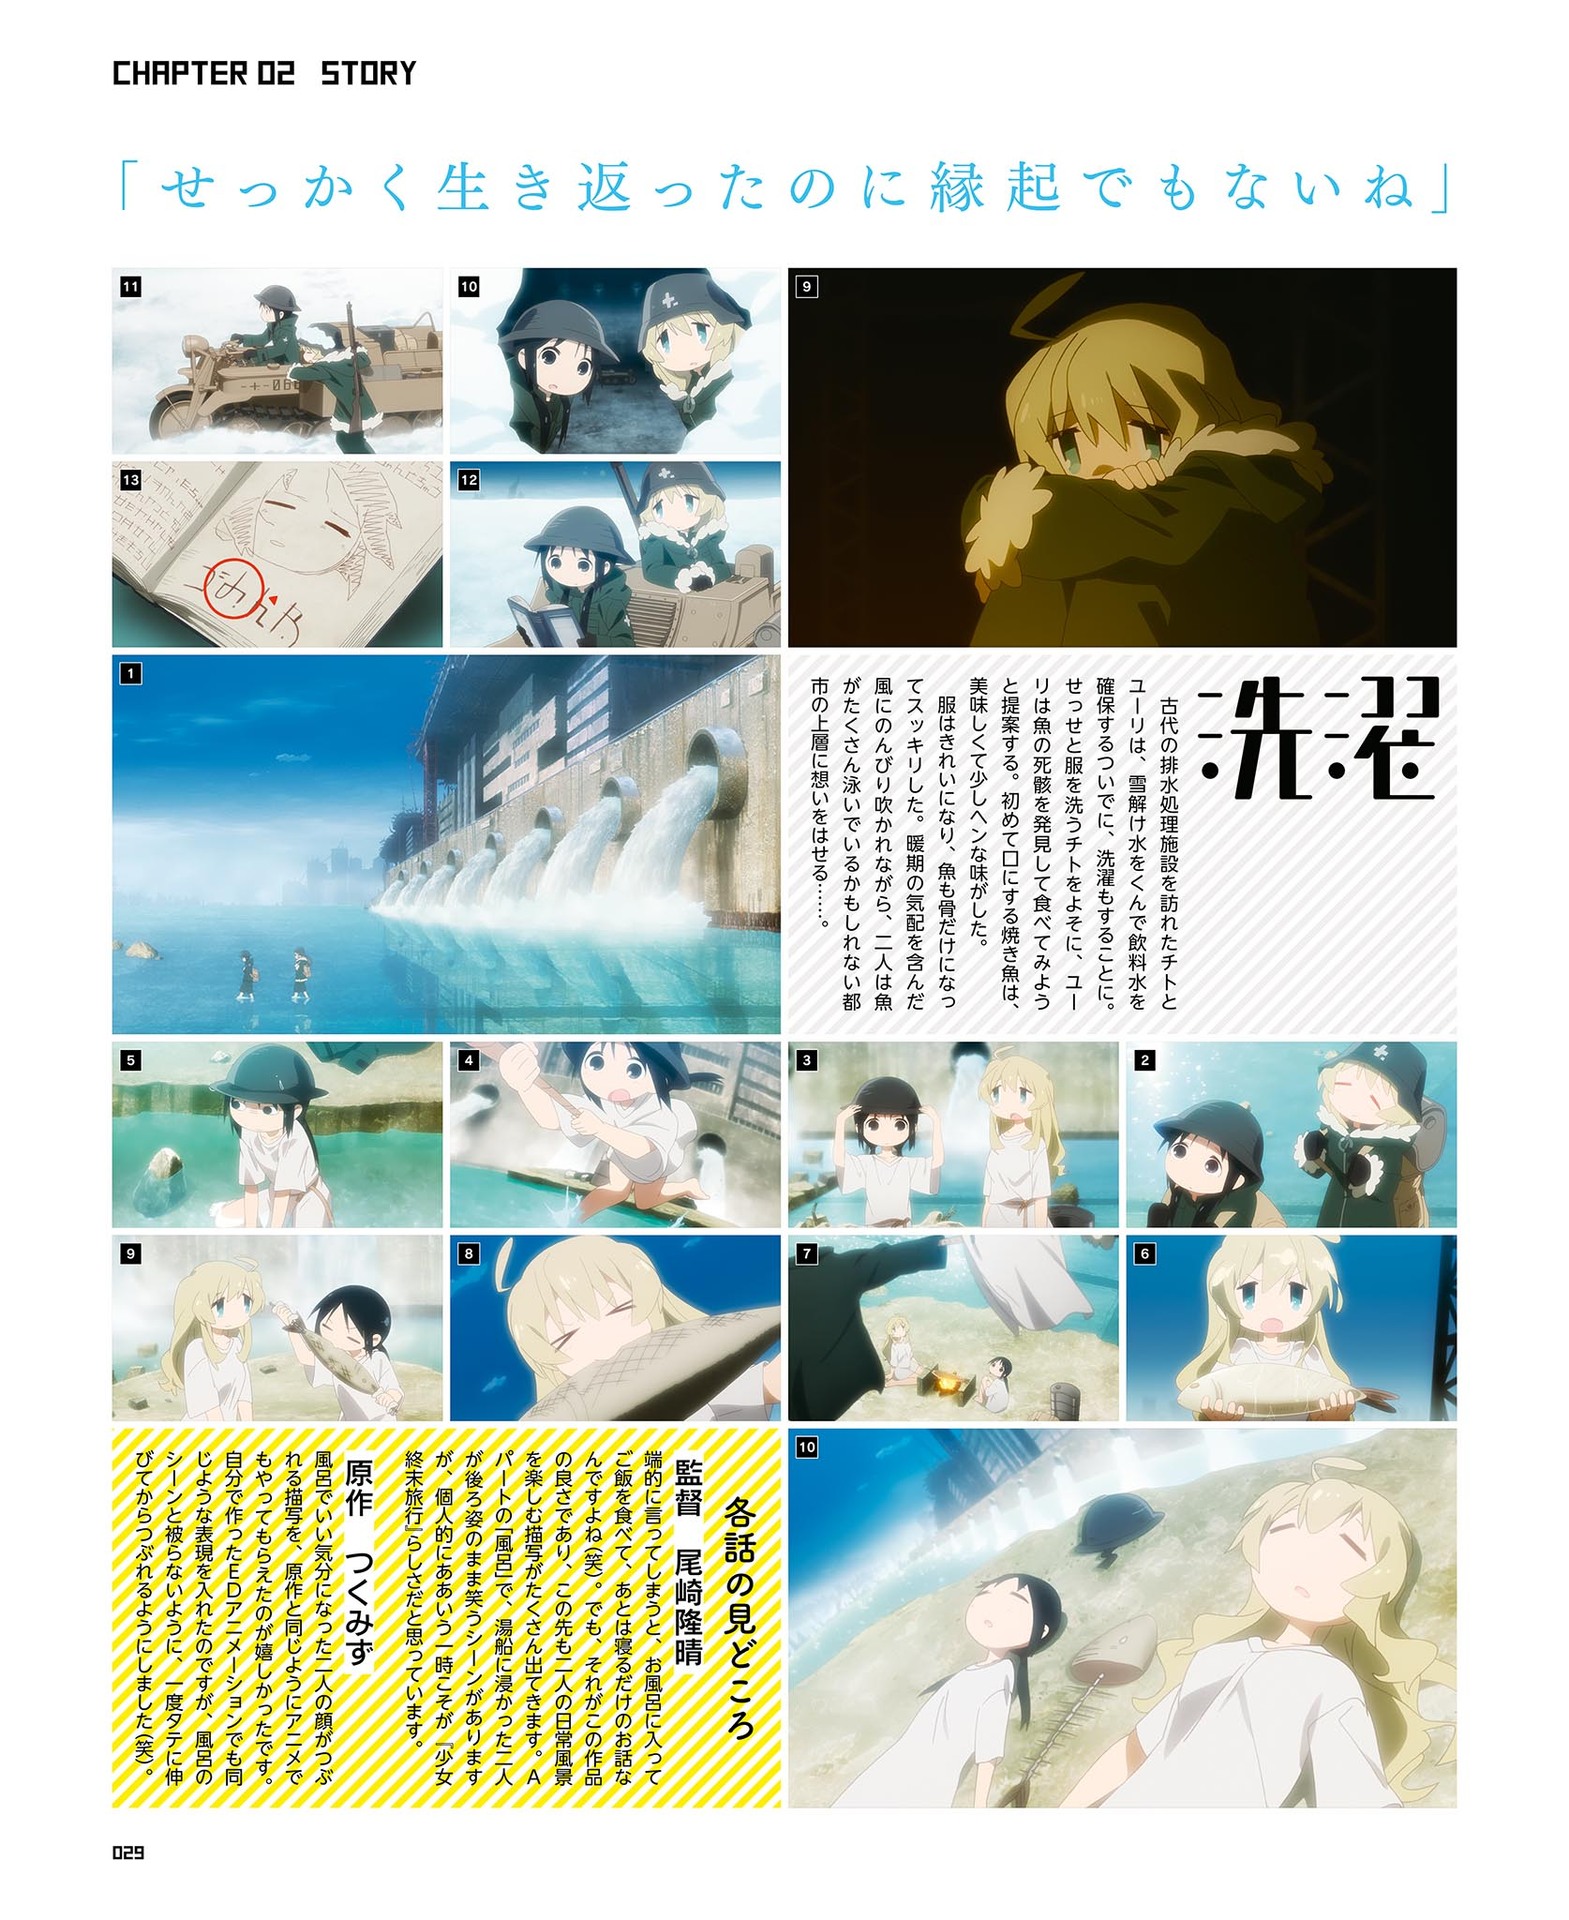 CHAPTER 02 STORY
「せっかく生き返ったのに縁起でもないね」
9
10
11
12
13
洗濯
古代の排水処理施設を訪れたチトと
ユーリは、雪解け水をくんで飲料水を
確保するついでに、洗濯もすることに。
せっせと服を洗うチトをよそに、ユー
リは魚の死骸を発見して食べてみよう
と提案する。初めて口にする焼き魚は、
美味しくて少しヘンな味がした。
服はきれいになり、魚も骨だけになっ
てスッキリした。暖期の気配を含んだ
風にのんびり吹かれながら、二人は魚
がたくさん泳いでいるかもしれない都
市の上層に想いをはせる……。
1
2
3
4
5
6
7
8
9
10
各話の見どころ
監督 尾崎隆晴
端的に言ってしまうと、お風呂に入って
ご飯を食べて、あとは寝るだけのお話な
んですよね(笑)。でも、それがこの作品
の良さであり、この先も二人の日常風景
を楽しむ描写がたくさん出てきます。A
パートの「風呂」で、湯船に浸かった二人
が後ろ姿のまま笑うシーンがあります
が、個人的にああいう一時こそが『少女
終末旅行』らしさだと思っています。
原作 つくみず
風呂でいい気分になった二人の顔がつぶ
れる描写を、原作と同じようにアニメで
もやってもらえたのが嬉しかったです。
自分で作ったEDアニメーションでも同
じような表現を入れたのですが、風呂の
シーンと被らないように、一度タテに伸
びてからつぶれるようにしました(笑)。
029